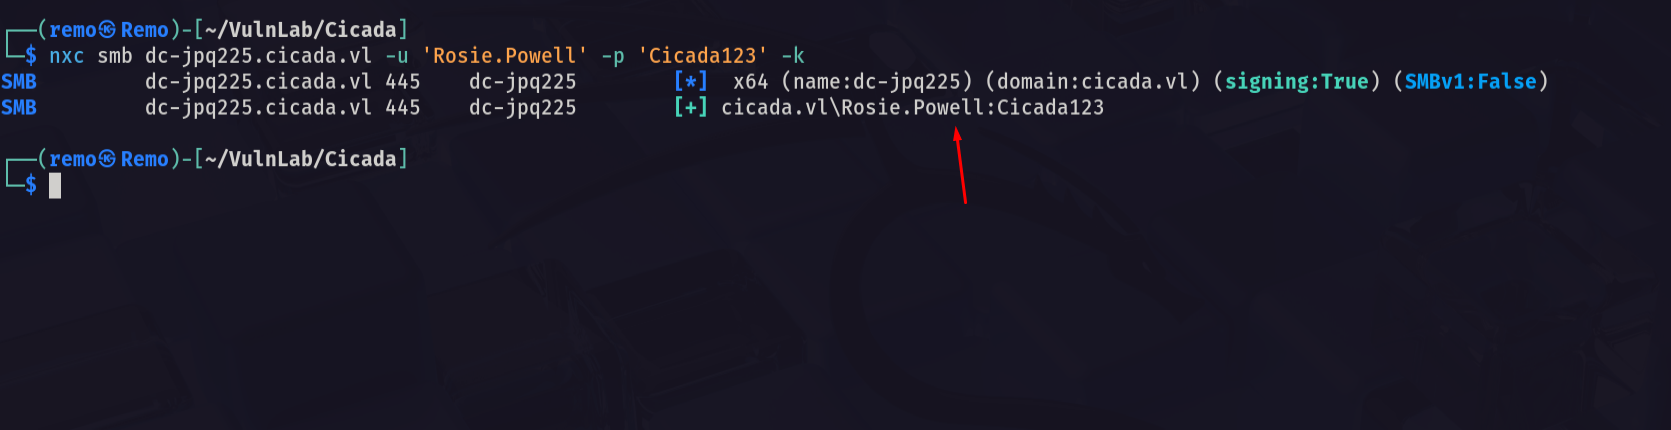 ┌──(remo㉿Remo)-[~/VulnLab/Cicada]
└─$ nxc smb dc-jpq225.cicada.vl -u 'Rosie.Powell' -p 'Cicada123' -k
SMB         dc-jpq225.cicada.vl 445    dc-jpq225        [*]  x64 (name:dc-jpq225) (domain:cicada.vl) (signing:True) (SMBv1:False)
SMB         dc-jpq225.cicada.vl 445    dc-jpq225        [+] cicada.vl\Rosie.Powell:Cicada123
┌──(remo㉿Remo)-[~/VulnLab/Cicada]
└─$